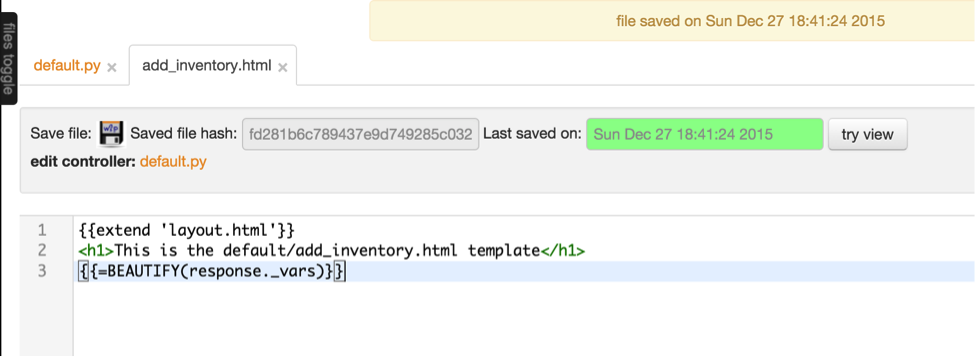 file saved on Sun Dec 27 18:41:24 2015
files toggle
default.py × add_inventory.html ×
Save file: Saved file hash: fd281b6c789437e9d749285c032 Last saved on: Sun Dec 27 18:41:24 2015 try view
edit controller: default.py
1 {{extend 'layout.html'}}
2 <h1>This is the default/add_inventory.html template</h1>
3 {{=BEAUTIFY(response._vars)}}